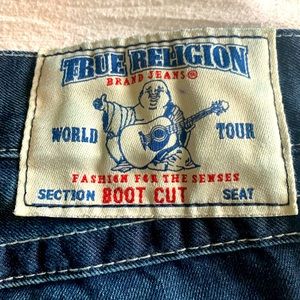 TRUE RELIGION
BRAND JEANS®
WORLD TOUR
FASHION FOR THE SENSES
SECTION BOOT CUT SEAT